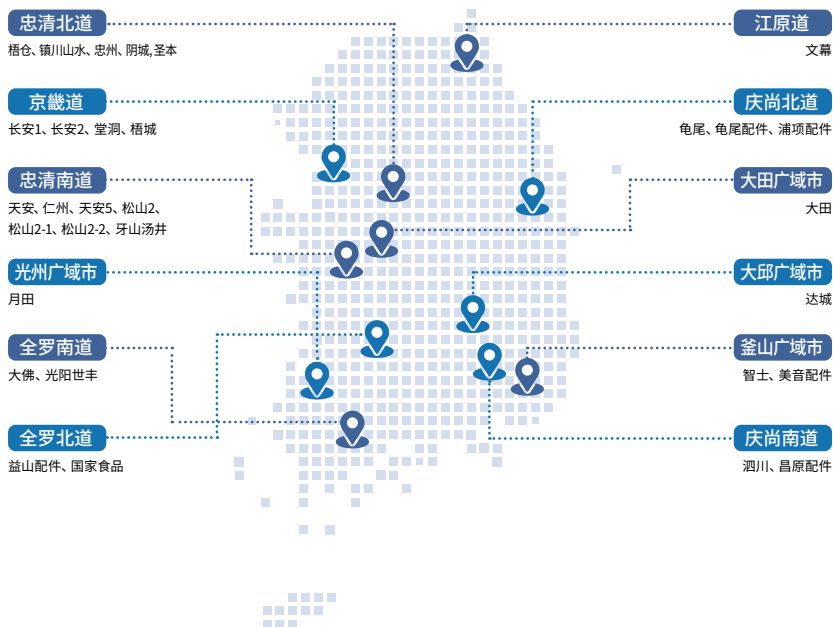 忠清北道
梧仓、镇川山水、忠州、阴城,圣本
京畿道
长安1、长安2、堂洞、梧城
忠清南道
天安、仁州、天安5、松山2、
松山2-1、松山2-2、牙山汤井
光州广域市
月田
全罗南道
大佛、光阳世丰
全罗北道
益山配件、国家食品
江原道
文幕
庆尚北道
龟尾、龟尾配件、浦项配件
大田广域市
大田
大邱广域市
达城
釜山广域市
智士、美音配件
庆尚南道
泗川、昌原配件